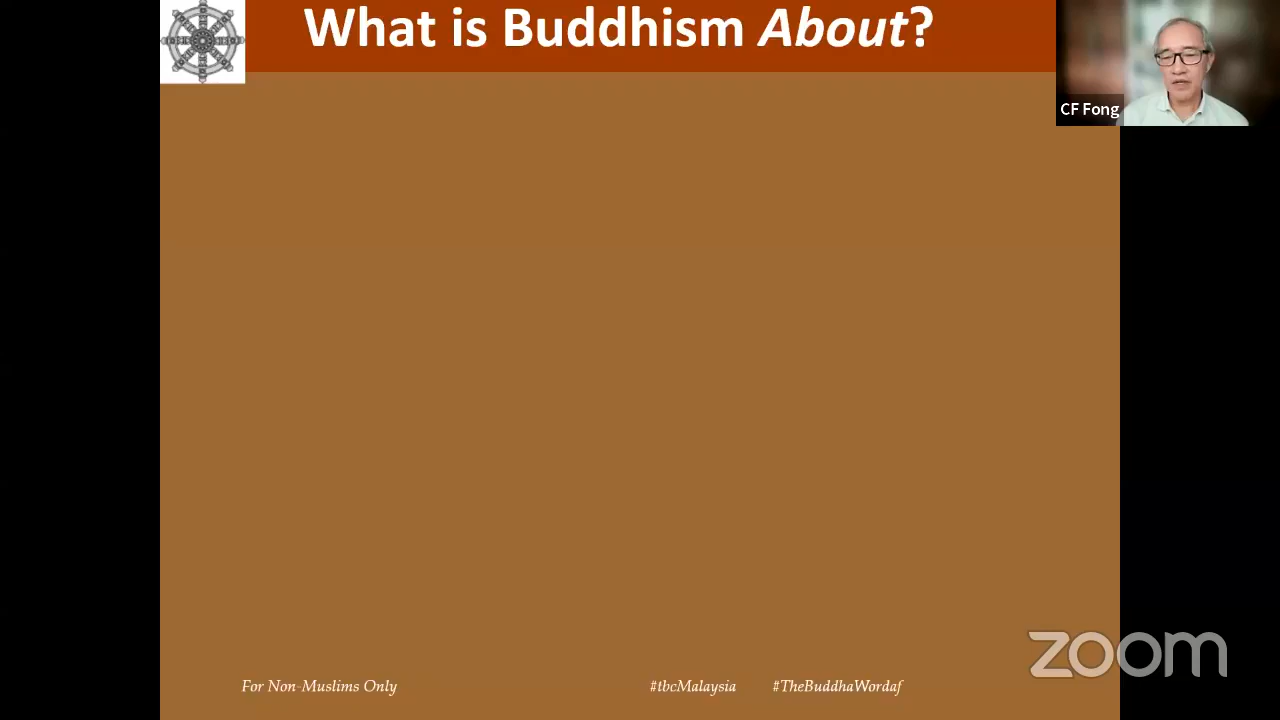 What is Buddhism About?
CF Fong
zoom
For Non-Muslims Only
#tbcMalaysia
#TheBuddhaWordaf